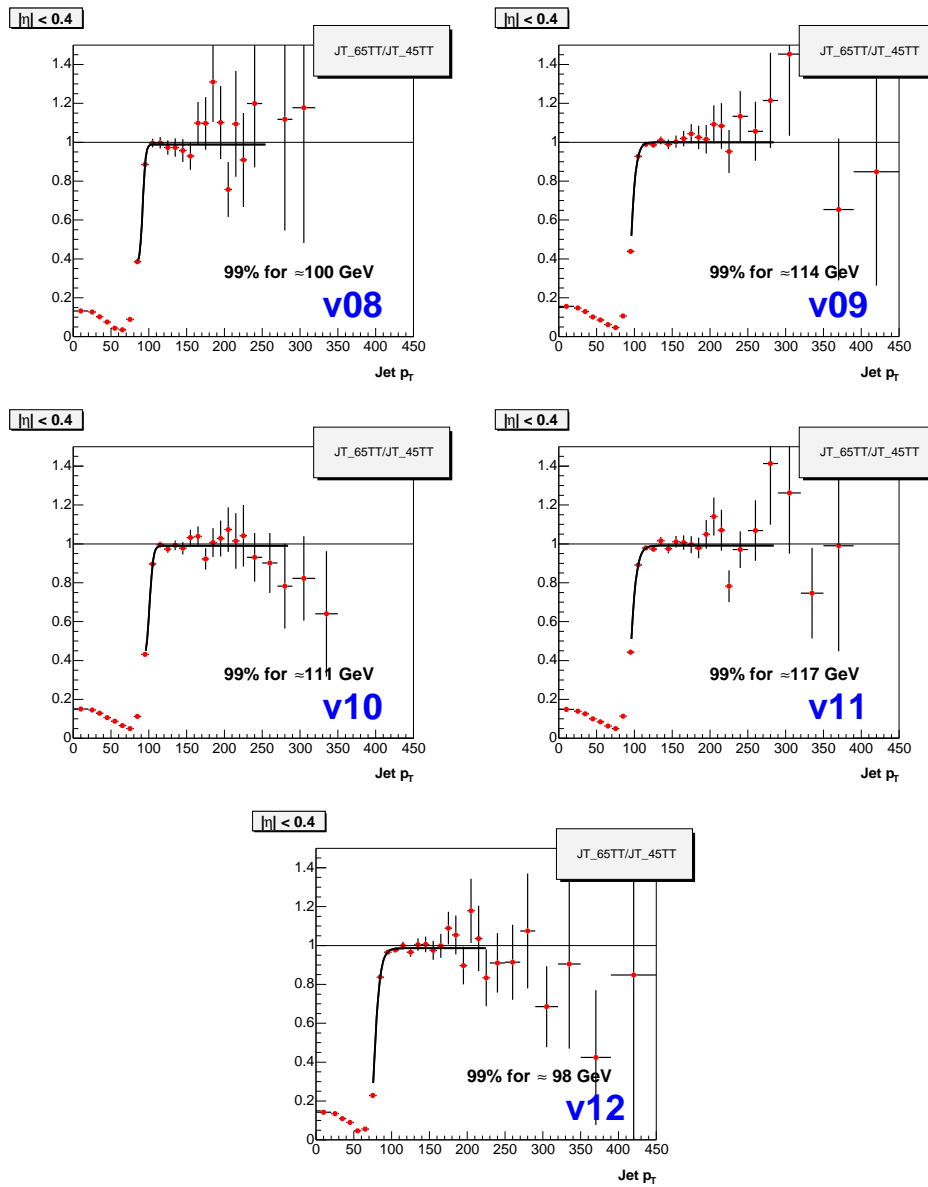 |η| < 0.4
JT_65TT/JT_45TT
1.4
1.2
1
0.8
0.6
0.4
0.2
0
99% for ≈100 GeV
v08
0 50 100 150 200 250 300 350 400 450
Jet pT
|η| < 0.4
JT_65TT/JT_45TT
1.4
1.2
1
0.8
0.6
0.4
0.2
0
99% for ≈114 GeV
v09
0 50 100 150 200 250 300 350 400 450
Jet pT
|η| < 0.4
JT_65TT/JT_45TT
1.4
1.2
1
0.8
0.6
0.4
0.2
0
99% for ≈111 GeV
v10
0 50 100 150 200 250 300 350 400 450
Jet pT
|η| < 0.4
JT_65TT/JT_45TT
1.4
1.2
1
0.8
0.6
0.4
0.2
0
99% for ≈117 GeV
v11
0 50 100 150 200 250 300 350 400 450
Jet pT
|η| < 0.4
JT_65TT/JT_45TT
1.4
1.2
1
0.8
0.6
0.4
0.2
0
99% for ≈ 98 GeV
v12
0 50 100 150 200 250 300 350 400 450
Jet pT